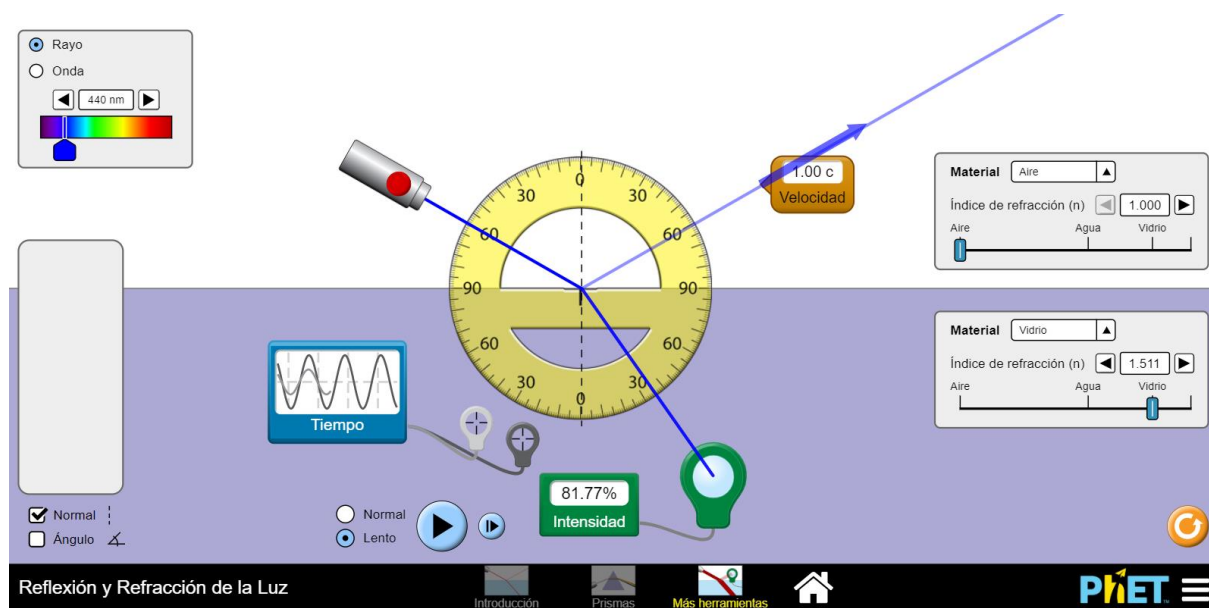 Rayo
Onda
440 nm
0
30
30
60
60
90
90
60
60
30
30
0
1.00 c
Velocidad
Material Aire
Índice de refracción (n) 1.000
Aire Agua Vidrio
Material Vidrio
Índice de refracción (n) 1.511
Aire Agua Vidrio
Tiempo
81.77%
Intensidad
Normal
Ángulo
Normal
Lento
Reflexión y Refracción de la Luz
Introducción
Prismas
Más herramientas
PhET